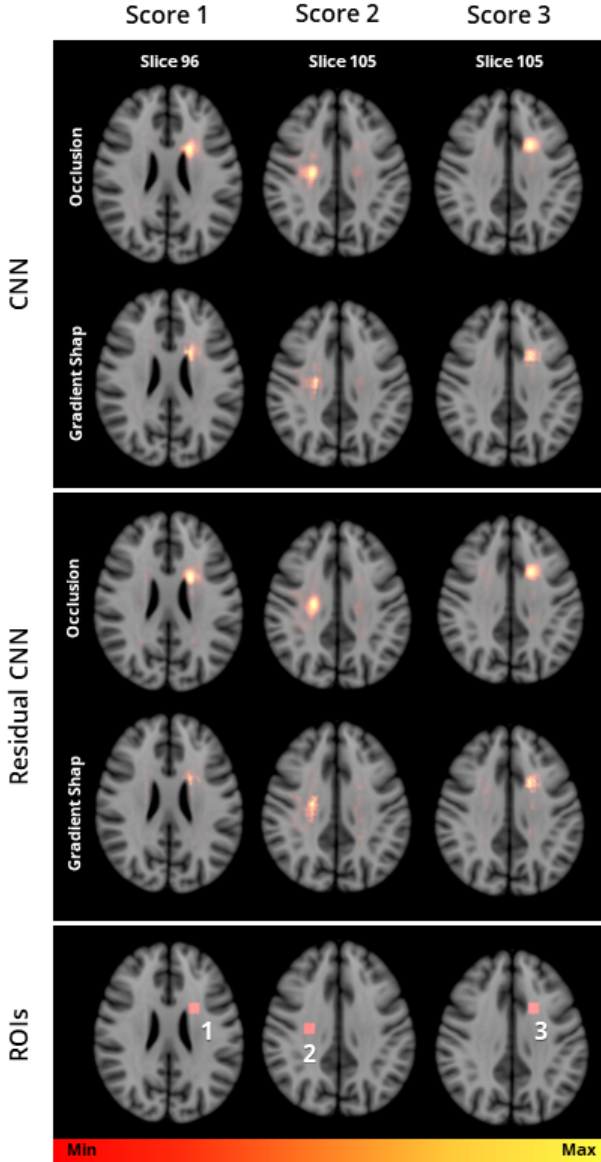 Score 1 Score 2 Score 3
Slice 96 Slice 105 Slice 105
CNN
Occlusion
Gradient Shap
Residual CNN
Occlusion
Gradient Shap
ROIs
1
2
3
Min Max